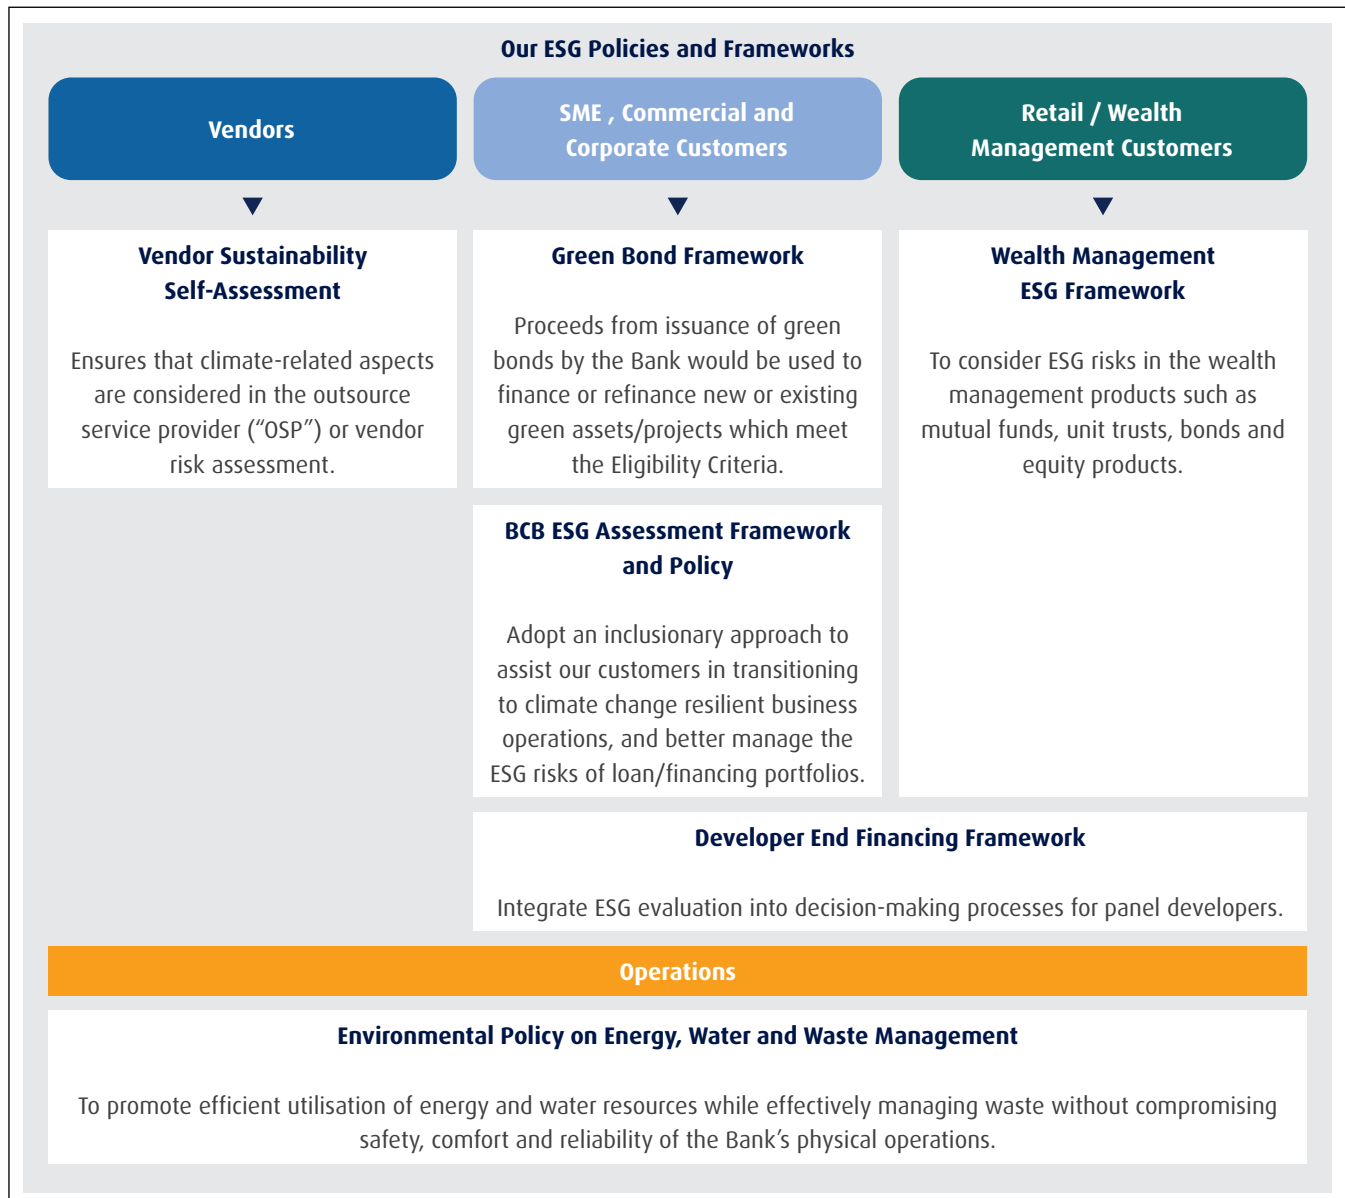 Our ESG Policies and Frameworks
Vendors
SME , Commercial and
Corporate Customers
Retail / Wealth
Management Customers
Vendor Sustainability
Self-Assessment
Ensures that climate-related aspects
are considered in the outsource
service provider (“OSP”) or vendor
risk assessment.
Green Bond Framework
Proceeds from issuance of green
bonds by the Bank would be used to
finance or refinance new or existing
green assets/projects which meet
the Eligibility Criteria.
BCB ESG Assessment Framework
and Policy
Adopt an inclusionary approach to
assist our customers in transitioning
to climate change resilient business
operations, and better manage the
ESG risks of loan/financing portfolios.
Wealth Management
ESG Framework
To consider ESG risks in the wealth
management products such as
mutual funds, unit trusts, bonds and
equity products.
Developer End Financing Framework
Integrate ESG evaluation into decision-making processes for panel developers.
Operations
Environmental Policy on Energy, Water and Waste Management
To promote efficient utilisation of energy and water resources while effectively managing waste without compromising
safety, comfort and reliability of the Bank’s physical operations.